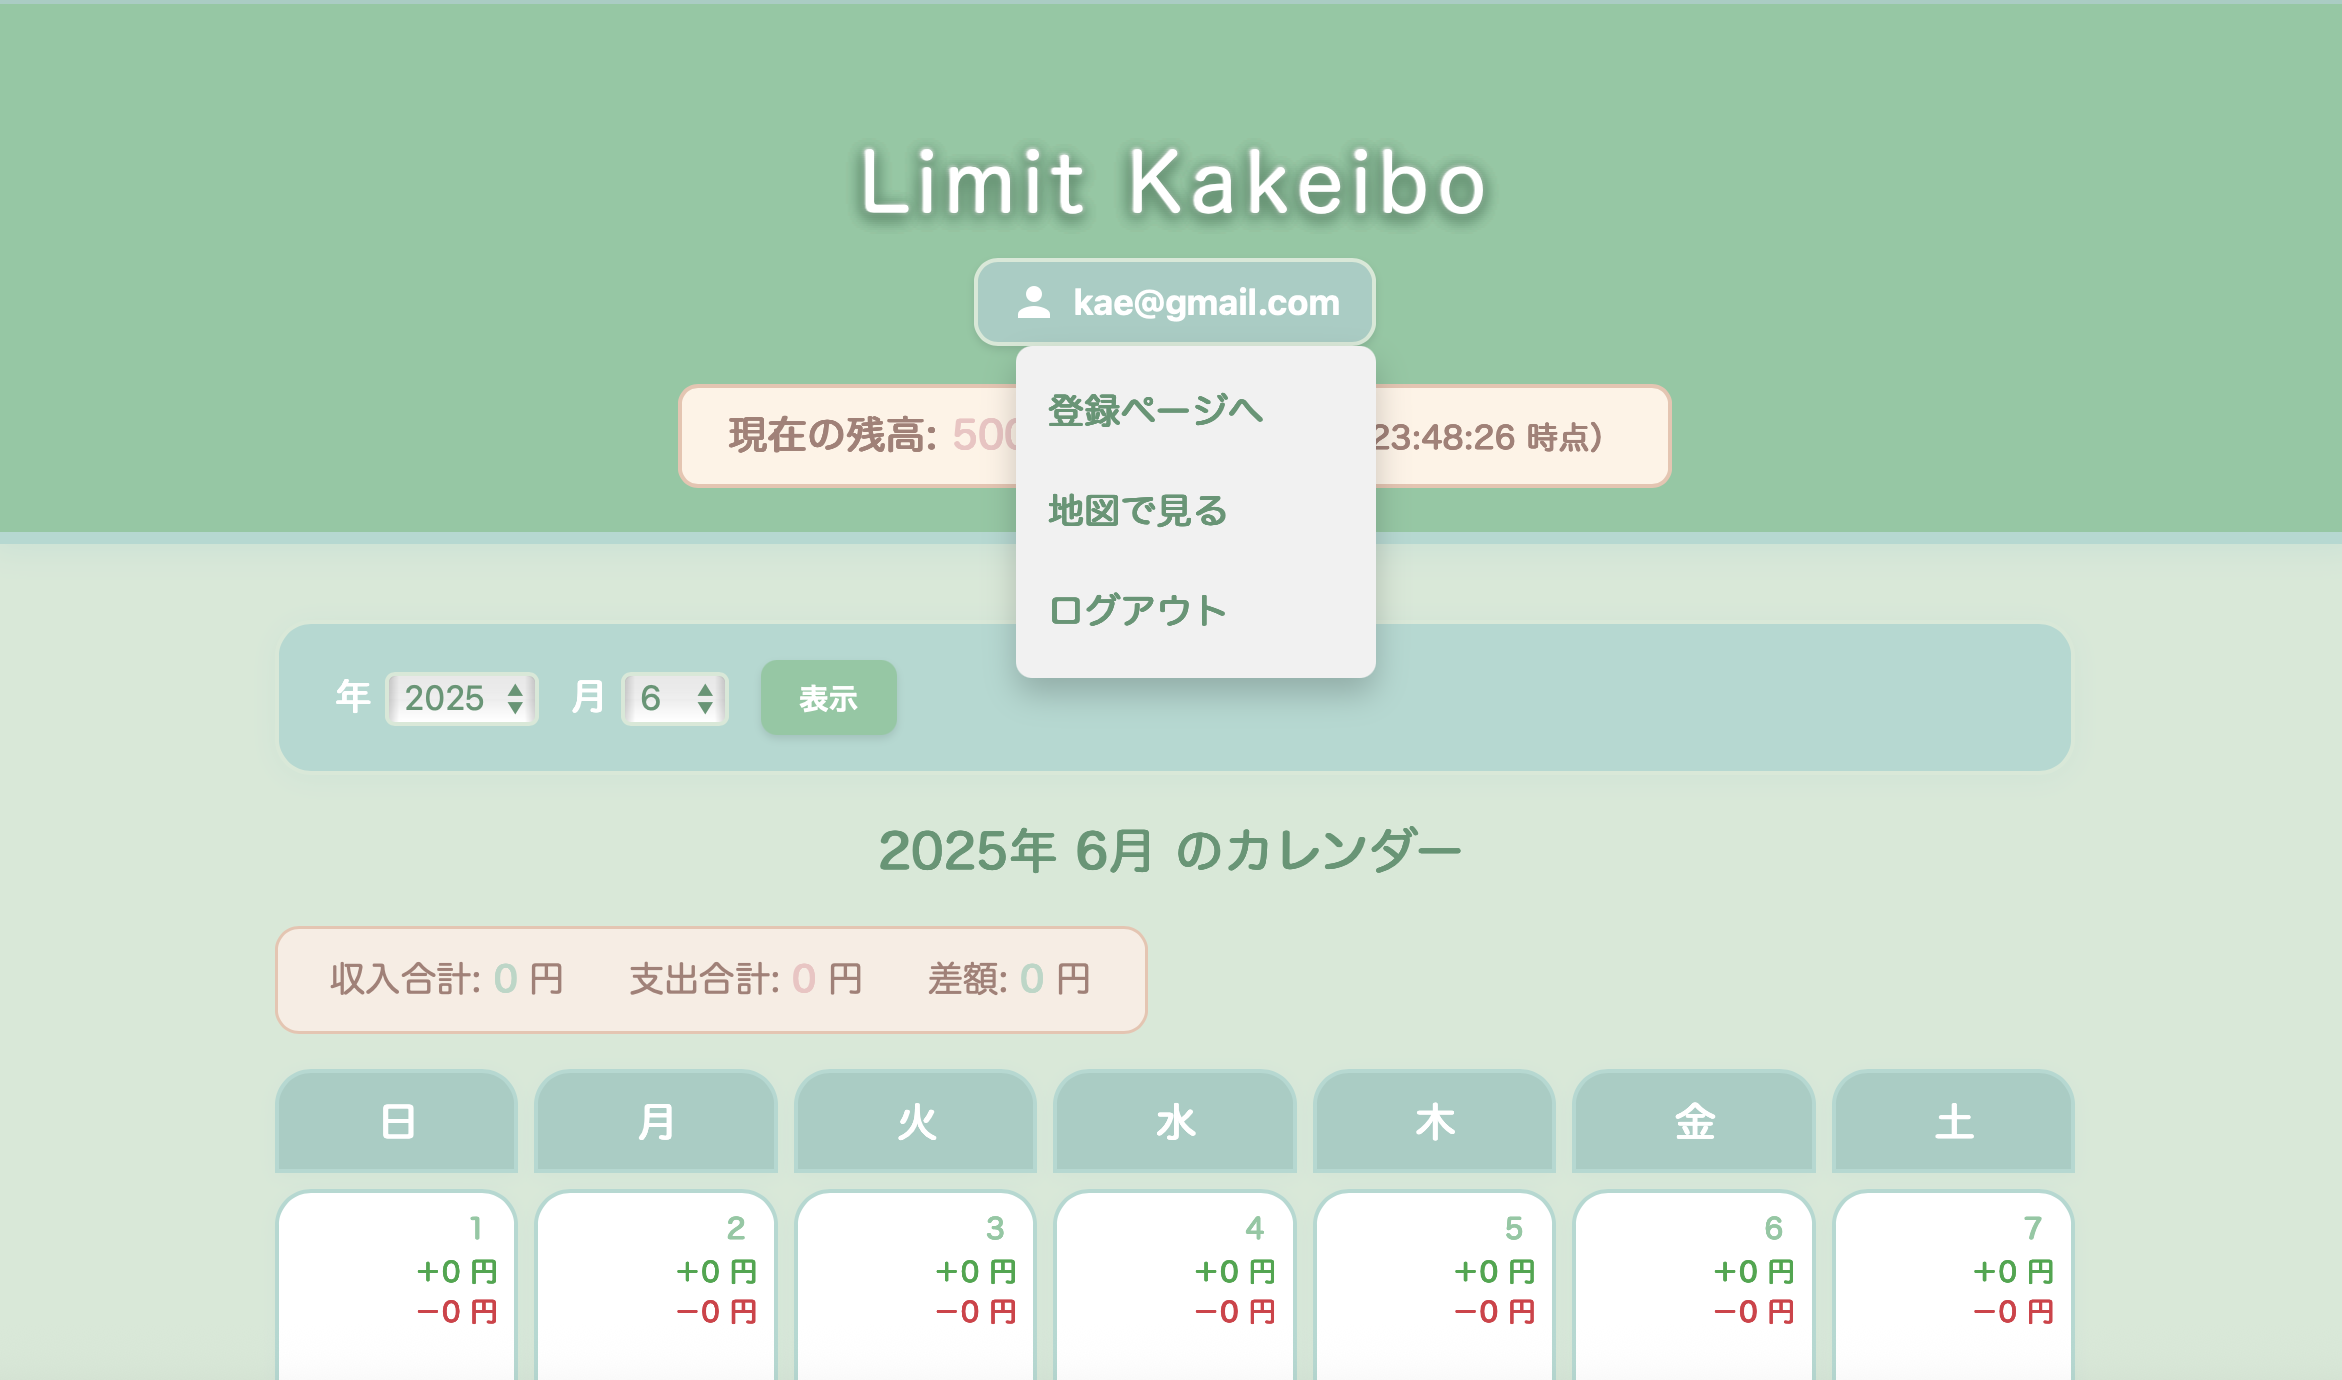 Limit Kakeibo
kae@gmail.com
登録ページへ
現在の残高: 500 23:48:26 時点)
地図で見る
ログアウト
年 2025 月 6 表示
2025年 6月 のカレンダー
収入合計: 0 円 支出合計: 0 円 差額: 0 円
日 月 火 水 木 金 土
1 2 3 4 5 6 7
+0 円 +0 円 +0 円 +0 円 +0 円 +0 円 +0 円
−0 円 −0 円 −0 円 −0 円 −0 円 −0 円 −0 円